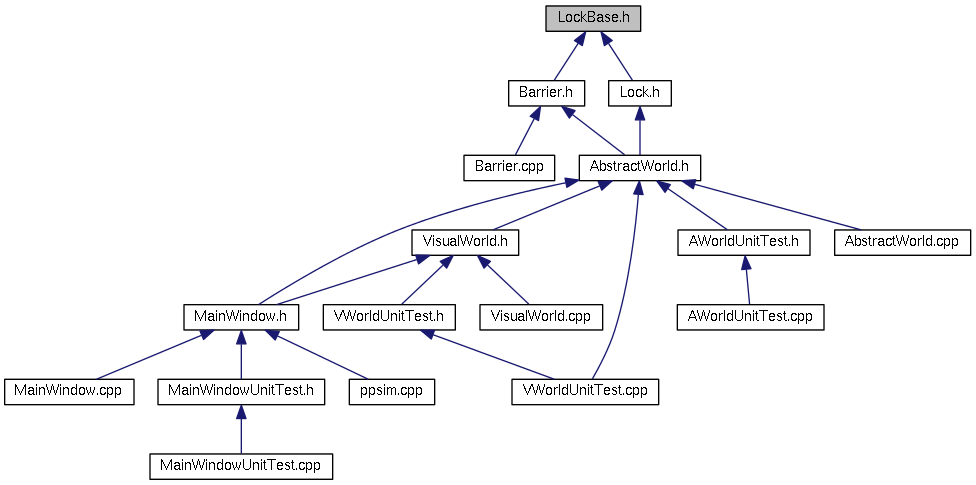 LockBase.h
Barrier.h
Lock.h
Barrier.cpp
AbstractWorld.h
VisualWorld.h
AWorldUnitTest.h
AbstractWorld.cpp
MainWindow.h
VWorldUnitTest.h
VisualWorld.cpp
AWorldUnitTest.cpp
MainWindow.cpp
MainWindowUnitTest.h
ppsim.cpp
VWorldUnitTest.cpp
MainWindowUnitTest.cpp